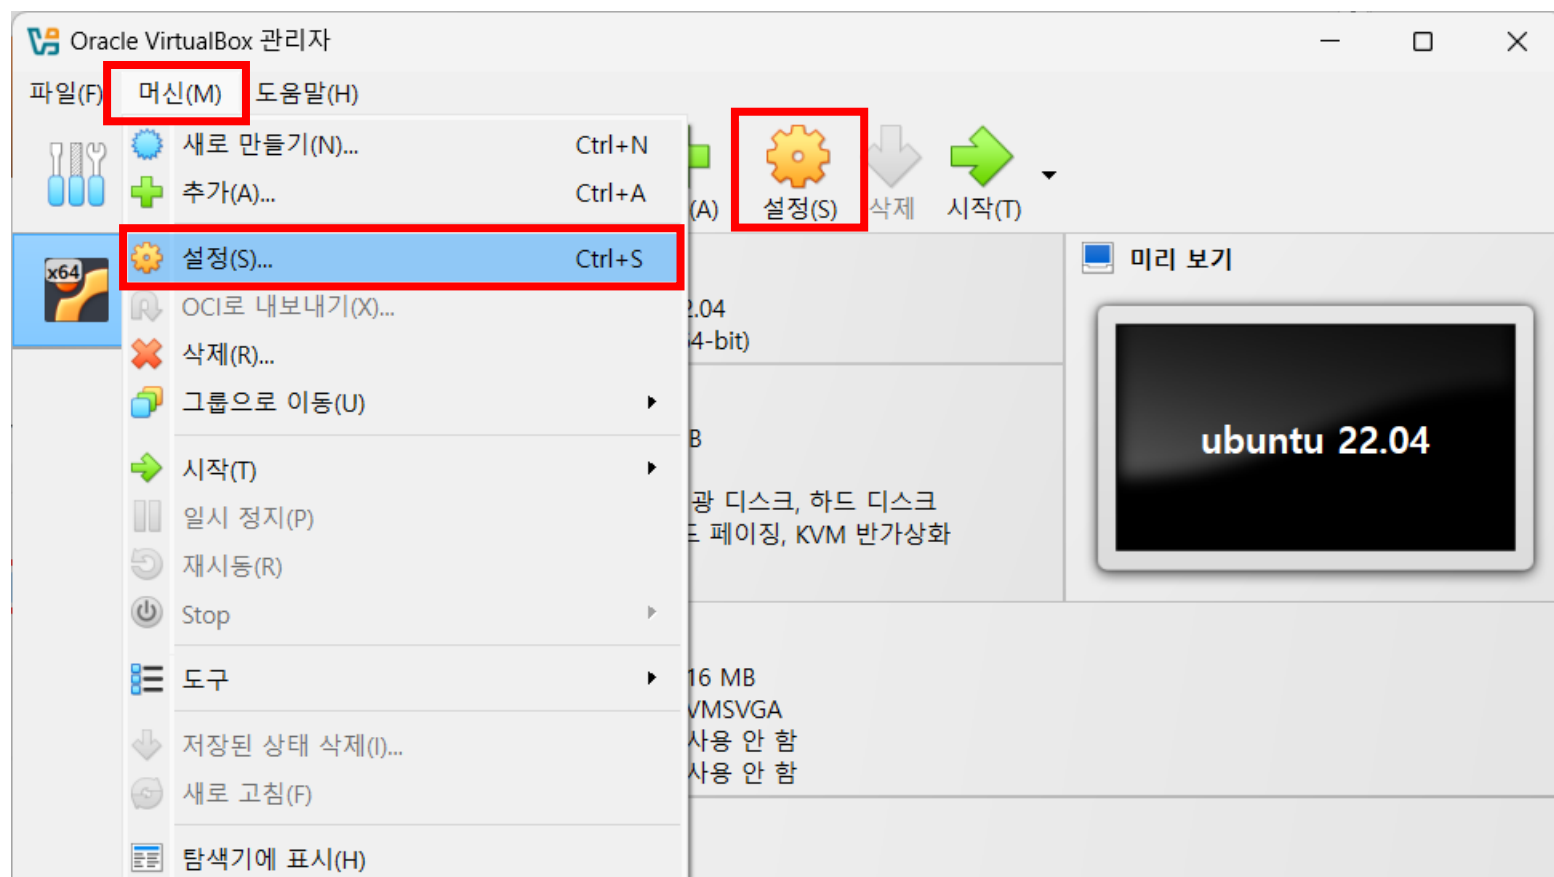 Oracle VirtualBox 관리자
파일(F) 머신(M) 도움말(H)
새로 만들기(N)... Ctrl+N
추가(A)... Ctrl+A
(A) 설정(S) 삭제 시작(T)
설정(S)... Ctrl+S
미리 보기
x64
OCI로 내보내기(X)...
2.04
삭제(R)...
4-bit)
그룹으로 이동(U)
B
ubuntu 22.04
시작(T)
일시 정지(P)
광 디스크, 하드 디스크
드 페이징, KVM 반가상화
재시동(R)
Stop
도구
16 MB
VMSVGA
저장된 상태 삭제(I)...
사용 안 함
새로 고침(F)
사용 안 함
탐색기에 표시(H)